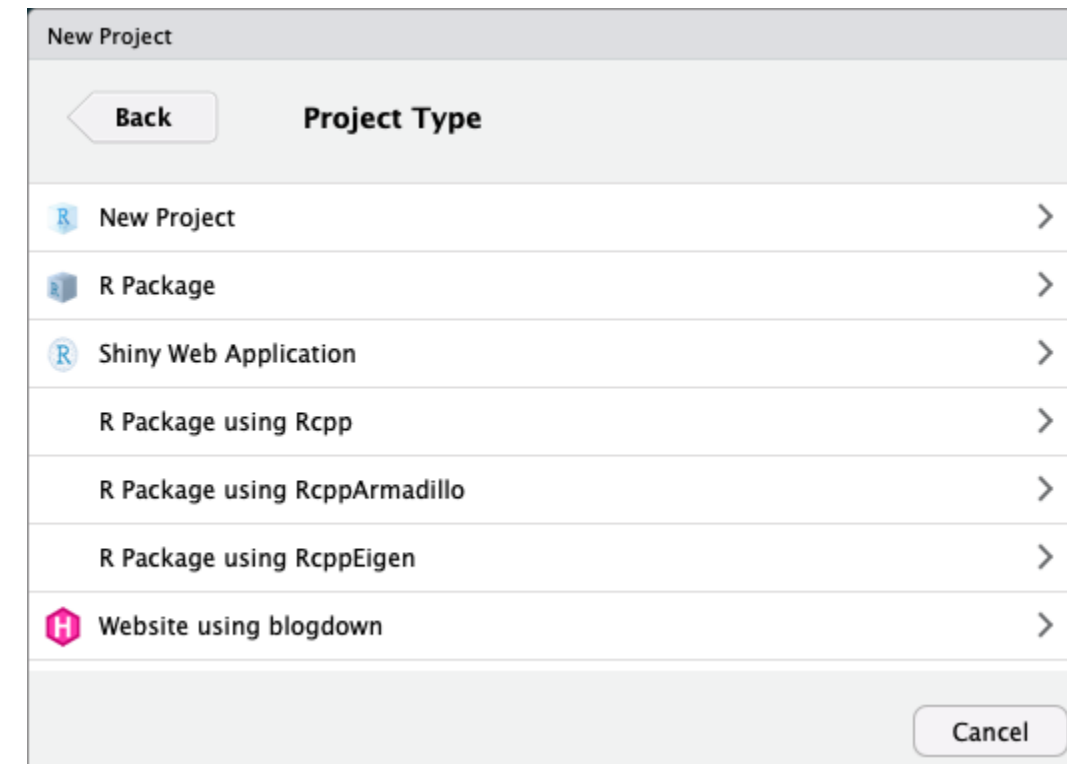 New Project
Back
Project Type
R New Project
R R Package
R Shiny Web Application
R Package using Rcpp
R Package using RcppArmadillo
R Package using RcppEigen
H Website using blogdown
Cancel